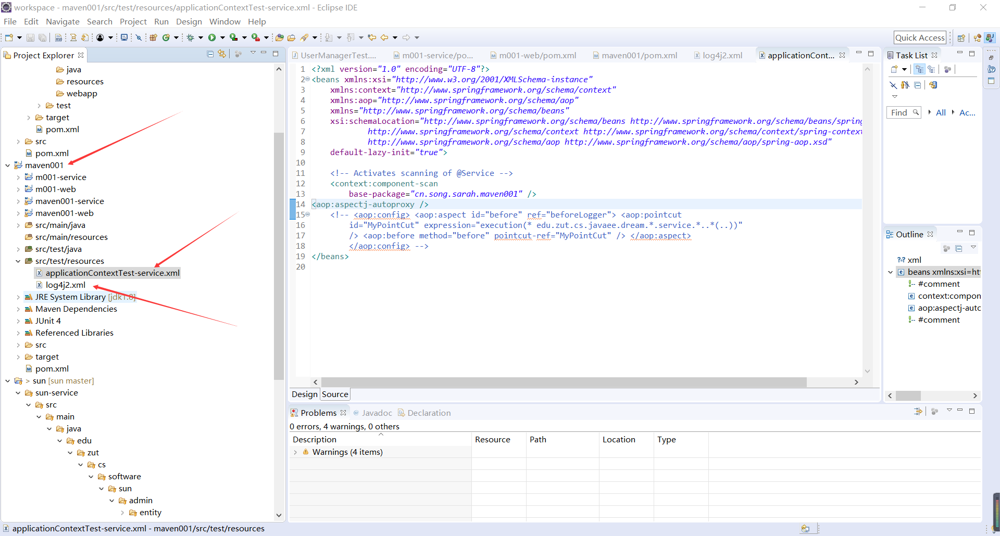 workspace - maven001/src/test/resources/applicationContextTest-service.xml - Eclipse IDE
File Edit Navigate Search Project Run Design Window Help
Quick Access
Project Explorer
java
resources
webapp
test
target
pom.xml
src
pom.xml
maven001
m001-service
m001-web
maven001-service
maven001-web
src/main/java
src/main/resources
src/test/java
src/test/resources
applicationContextTest-service.xml
log4j2.xml
JRE System Library [jdk1.8]
Maven Dependencies
JUnit 4
Referenced Libraries
src
target
pom.xml
> sun [sun master]
sun-service
src
main
java
edu
zut
cs
software
sun
admin
entity
UserManagerTest.... m001-service/po... m001-web/pom.xml maven001/pom.xml log4j2.xml applicationCont...
1 <?xml version="1.0" encoding="UTF-8"?>
2 <beans xmlns:xsi="http://www.w3.org/2001/XMLSchema-instance"
3 xmlns:context="http://www.springframework.org/schema/context"
4 xmlns:aop="http://www.springframework.org/schema/aop"
5 xmlns="http://www.springframework.org/schema/beans"
6 xsi:schemaLocation="http://www.springframework.org/schema/beans http://www.springframework.org/schema/beans/spring
7 http://www.springframework.org/schema/context http://www.springframework.org/schema/context/spring-context
8 http://www.springframework.org/schema/aop http://www.springframework.org/schema/aop/spring-aop.xsd"
9 default-lazy-init="true">
10
11 <!-- Activates scanning of @Service -->
12 <context:component-scan
13 base-package="cn.song.sarah.maven001" />
14 <aop:aspectj-autoproxy />
15 <!-- <aop:config> <aop:aspect id="before" ref="beforeLogger"> <aop:pointcut
16 id="MyPointCut" expression="execution(* edu.zut.cs.javaee.dream.*.service.*..*(..))"
17 /> <aop:before method="before" pointcut-ref="MyPointCut" /> </aop:aspect>
18 </aop:config> -->
19 </beans>
20
Design Source
Task List
Find All Ac...
Outline
?-? xml
beans xmlns:xsi=htt
#comment
context:compon
aop:aspectj-autc
#comment
Problems @ Javadoc Declaration
0 errors, 4 warnings, 0 others
Description Resource Path Location Type
Warnings (4 items)
applicationContextTest-service.xml - maven001/src/test/resources